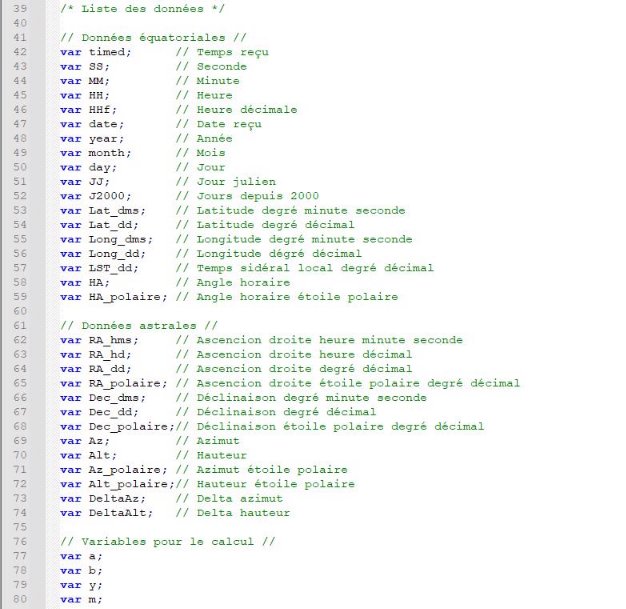 39 /* Liste des données */
40
41 // Données équatoriales //
42 var timed; // Temps reçu
43 var SS; // Seconde
44 var MM; // Minute
45 var HH; // Heure
46 var HHf; // Heure décimale
47 var date; // Date reçu
48 var year; // Année
49 var month; // Mois
50 var day; // Jour
51 var JJ; // Jour julien
52 var J2000; // Jours depuis 2000
53 var Lat_dms; // Latitude degré minute seconde
54 var Lat_dd; // Latitude degré décimal
55 var Long_dms; // Longitude degré minute seconde
56 var Long_dd; // Longitude dégré décimal
57 var LST_dd; // Temps sidéral local degré décimal
58 var HA; // Angle horaire
59 var HA_polaire; // Angle horaire étoile polaire
60
61 // Données astrales //
62 var RA_hms; // Ascencion droite heure minute seconde
63 var RA_hd; // Ascencion droite heure décimal
64 var RA_dd; // Ascencion droite degré décimal
65 var RA_polaire; // Ascencion droite étoile polaire degré décimal
66 var Dec_dms; // Déclinaison degré minute seconde
67 var Dec_dd; // Déclinaison degré décimal
68 var Dec_polaire;// Déclinaison étoile polaire degré décimal
69 var Az; // Azimut
70 var Alt; // Hauteur
71 var Az_polaire; // Azimut étoile polaire
72 var Alt_polaire;// Hauteur étoile polaire
73 var DeltaAz; // Delta azimut
74 var DeltaAlt; // Delta hauteur
75
76 // Variables pour le calcul //
77 var a;
78 var b;
79 var y;
80 var m;